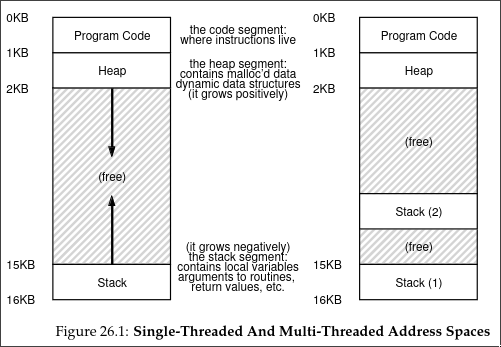 0KB
Program Code
1KB
Heap
2KB
(free)
15KB
Stack
16KB
the code segment:
where instructions live
the heap segment:
contains malloc'd data
dynamic data structures
(it grows positively)
(it grows negatively)
the stack segment:
contains local variables
arguments to routines,
return values, etc.
0KB
Program Code
1KB
Heap
2KB
(free)
Stack (2)
(free)
15KB
Stack (1)
16KB
Figure 26.1: Single-Threaded And Multi-Threaded Address Spaces